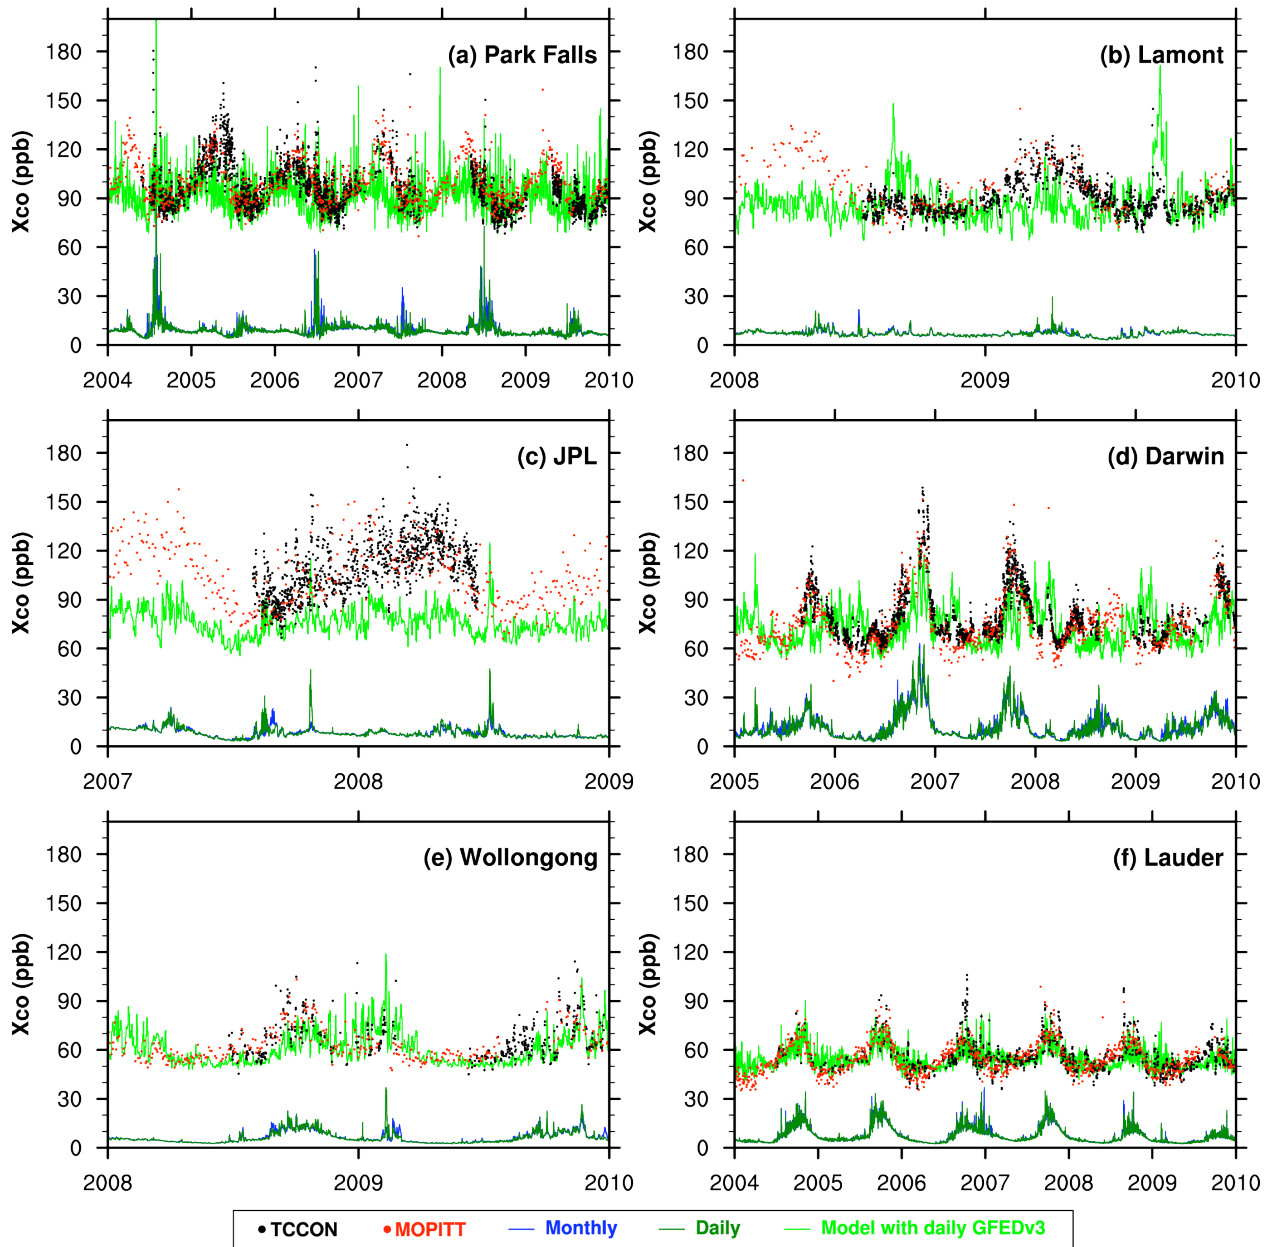 (a) Park Falls
Xco (ppb)
180
150
120
90
60
30
0
2004 2005 2006 2007 2008 2009 2010
(b) Lamont
Xco (ppb)
180
150
120
90
60
30
0
2008 2009 2010
(c) JPL
Xco (ppb)
180
150
120
90
60
30
0
2007 2008 2009
(d) Darwin
Xco (ppb)
180
150
120
90
60
30
0
2005 2006 2007 2008 2009 2010
(e) Wollongong
Xco (ppb)
180
150
120
90
60
30
0
2008 2009 2010
(f) Lauder
Xco (ppb)
180
150
120
90
60
30
0
2004 2005 2006 2007 2008 2009 2010
TCCON MOPITT Monthly Daily Model with daily GFEDv3